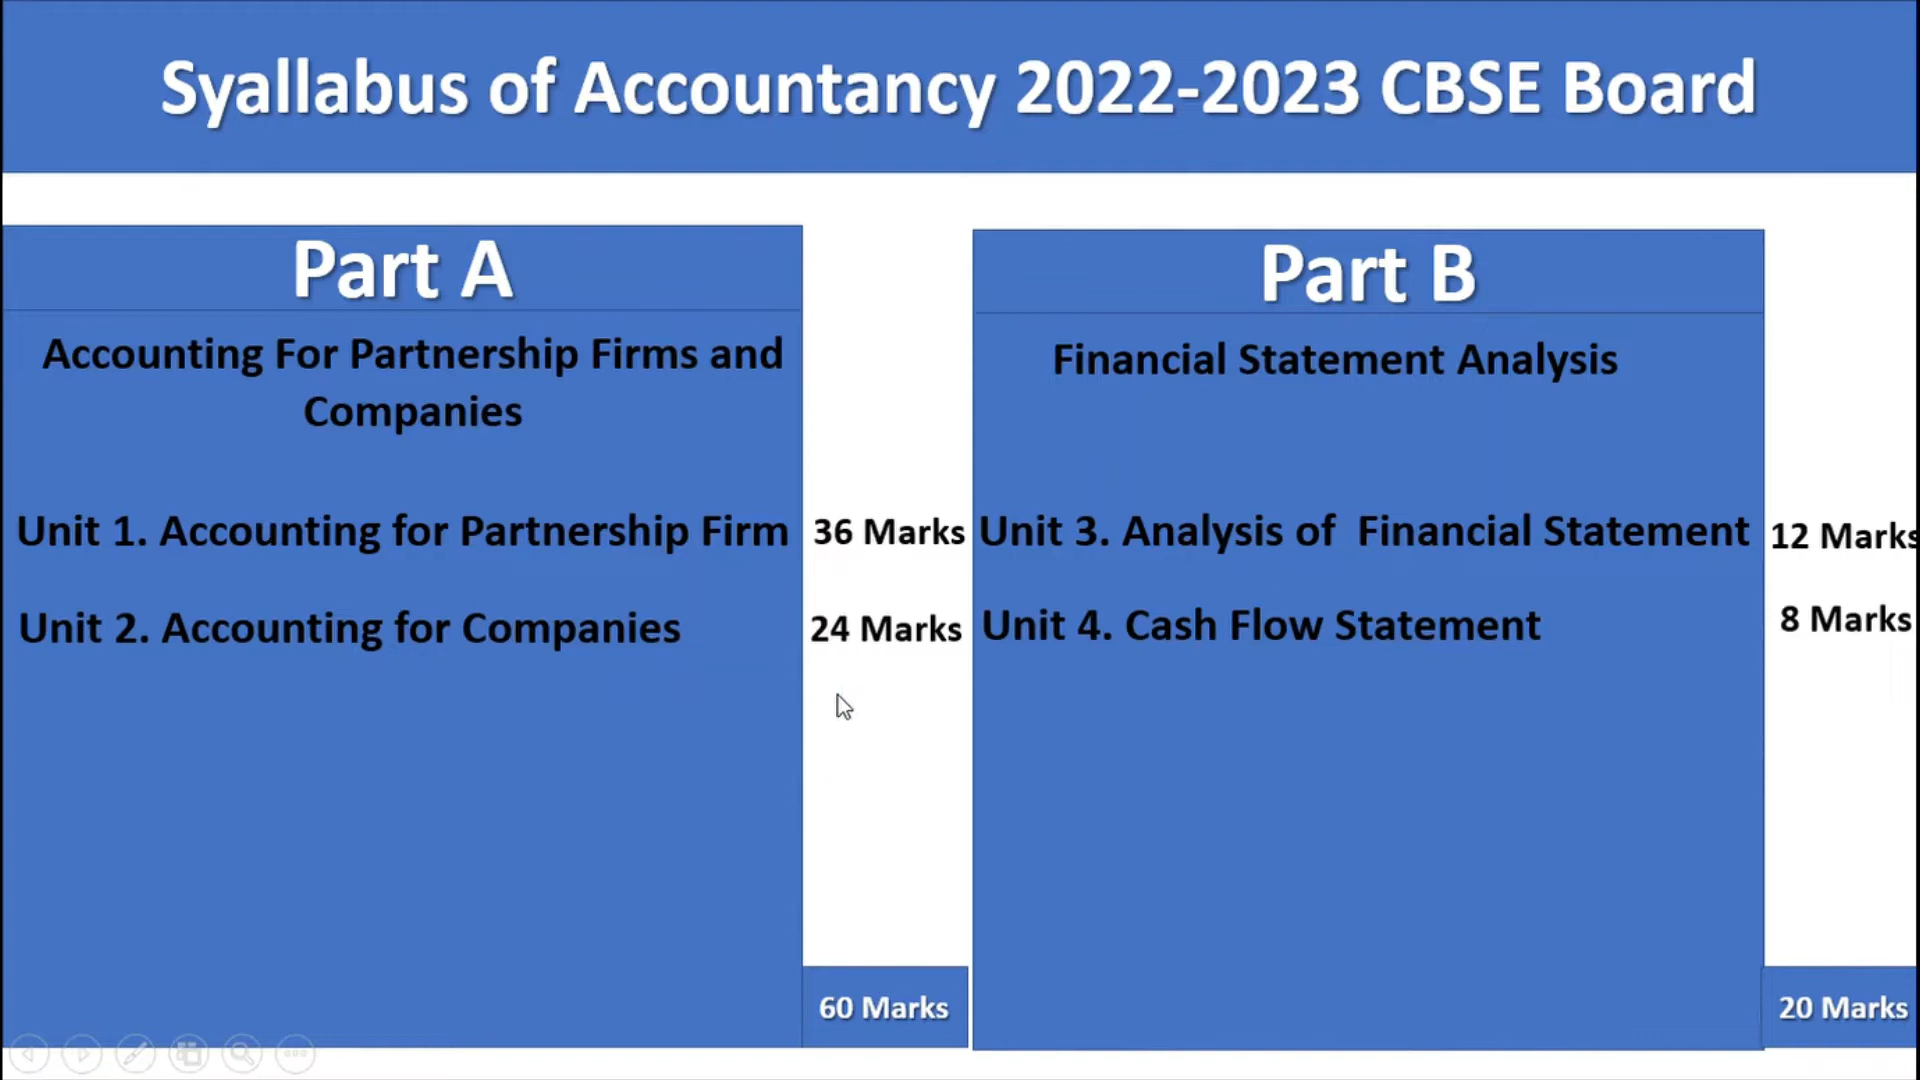 Syallabus of Accountancy 2022-2023 CBSE Board
Part A
Accounting For Partnership Firms and
Companies
Unit 1. Accounting for Partnership Firm
36 Marks
Unit 2. Accounting for Companies
24 Marks
60 Marks
Part B
Financial Statement Analysis
Unit 3. Analysis of Financial Statement
12 Marks
Unit 4. Cash Flow Statement
8 Marks
20 Marks